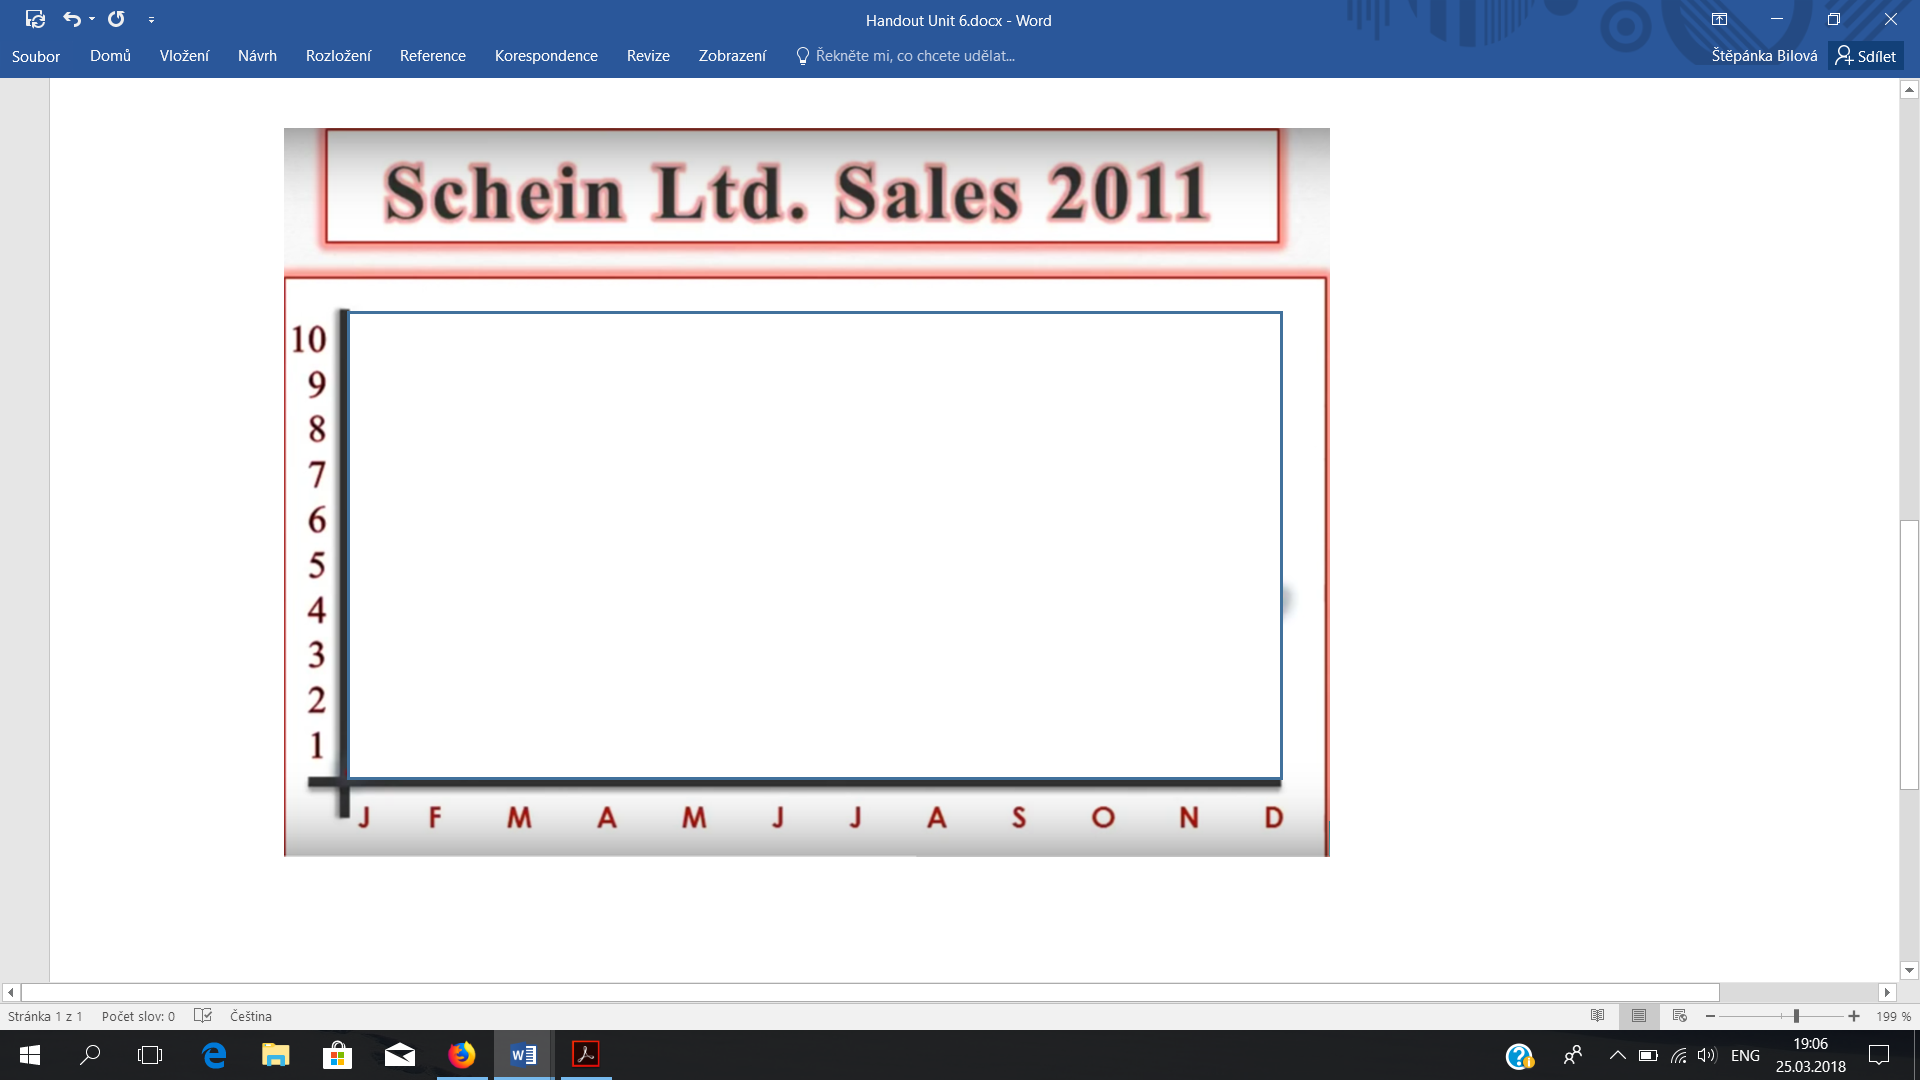 Handout Unit 6.docx - Word
Soubor Domů Vložení Návrh Rozložení Reference Korespondence Revize Zobrazení Řekněte mi, co chcete udělat... Štěpánka Bilová Sdílet
Schein Ltd. Sales 2011
10
9
8
7
6
5
4
3
2
1
J F M A M J J A S O N D
Stránka 1 z 1 Počet slov: 0 Čeština 199 %
ENG 19:06
25.03.2018